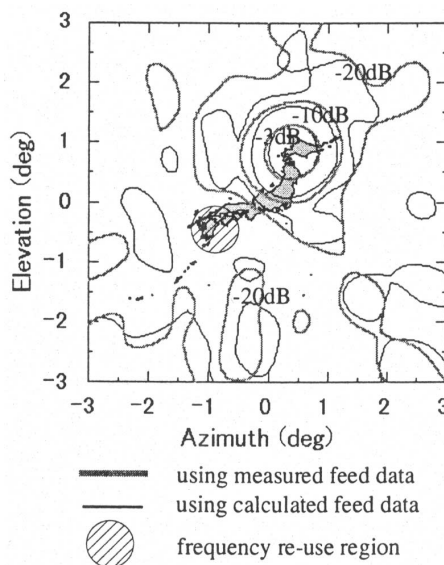 3
2
1
0
-1
-2
-3
Elevation (deg)
-20dB
-10dB
-3dB
-20dB
-3 -2 -1 0 1 2 3
Azimuth (deg)
using measured feed data
using calculated feed data
frequency re-use region